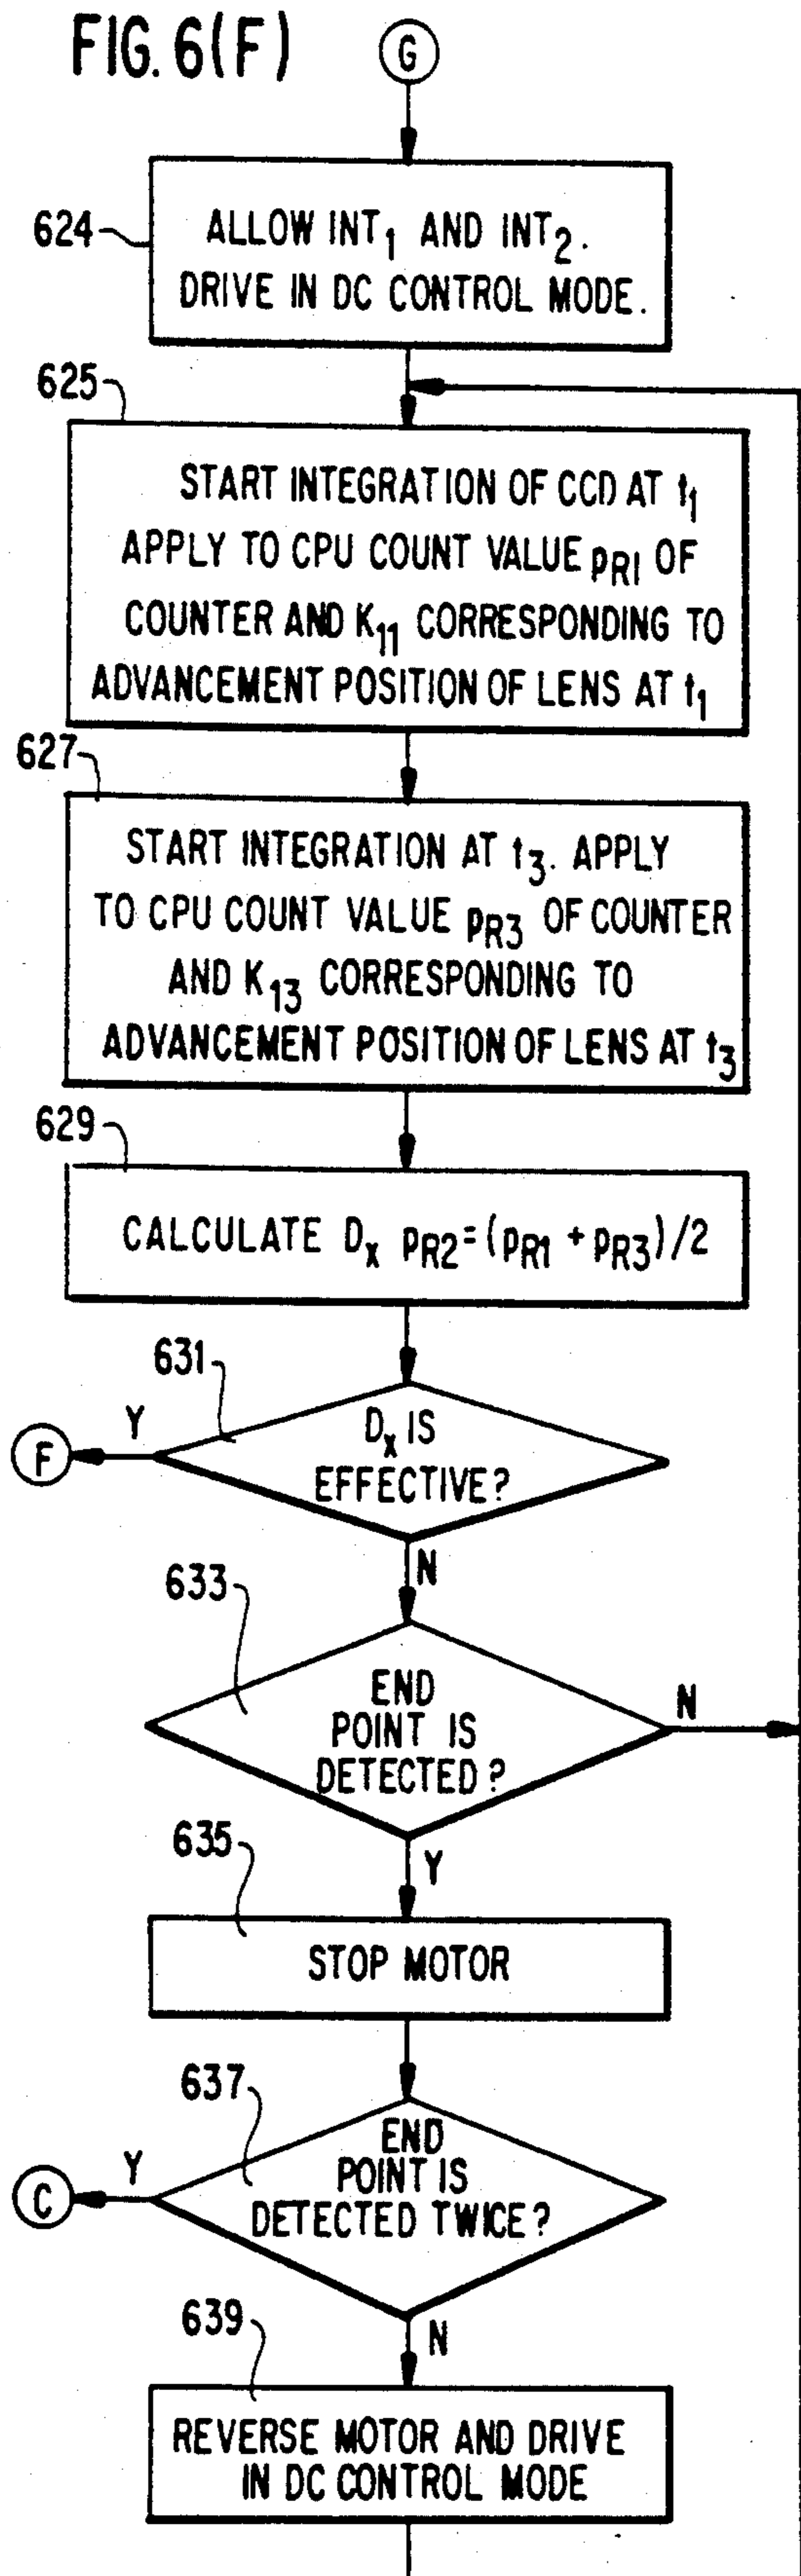 FIG. 6(F)
G
624
ALLOW INT1 AND INT2.
DRIVE IN DC CONTROL MODE.
625
START INTEGRATION OF CCD AT t1
APPLY TO CPU COUNT VALUE pR1 OF
COUNTER AND K11 CORRESPONDING TO
ADVANCEMENT POSITION OF LENS AT t1
627
START INTEGRATION AT t3. APPLY
TO CPU COUNT VALUE pR3 OF COUNTER
AND K13 CORRESPONDING TO
ADVANCEMENT POSITION OF LENS AT t3
629
CALCULATE Dx pR2=(pR1+pR3)/2
631
Y
F
Dx IS
EFFECTIVE?
N
633
END
POINT IS
DETECTED?
N
635
Y
STOP MOTOR
637
Y
C
END
POINT IS
DETECTED TWICE?
639
N
REVERSE MOTOR AND DRIVE
IN DC CONTROL MODE